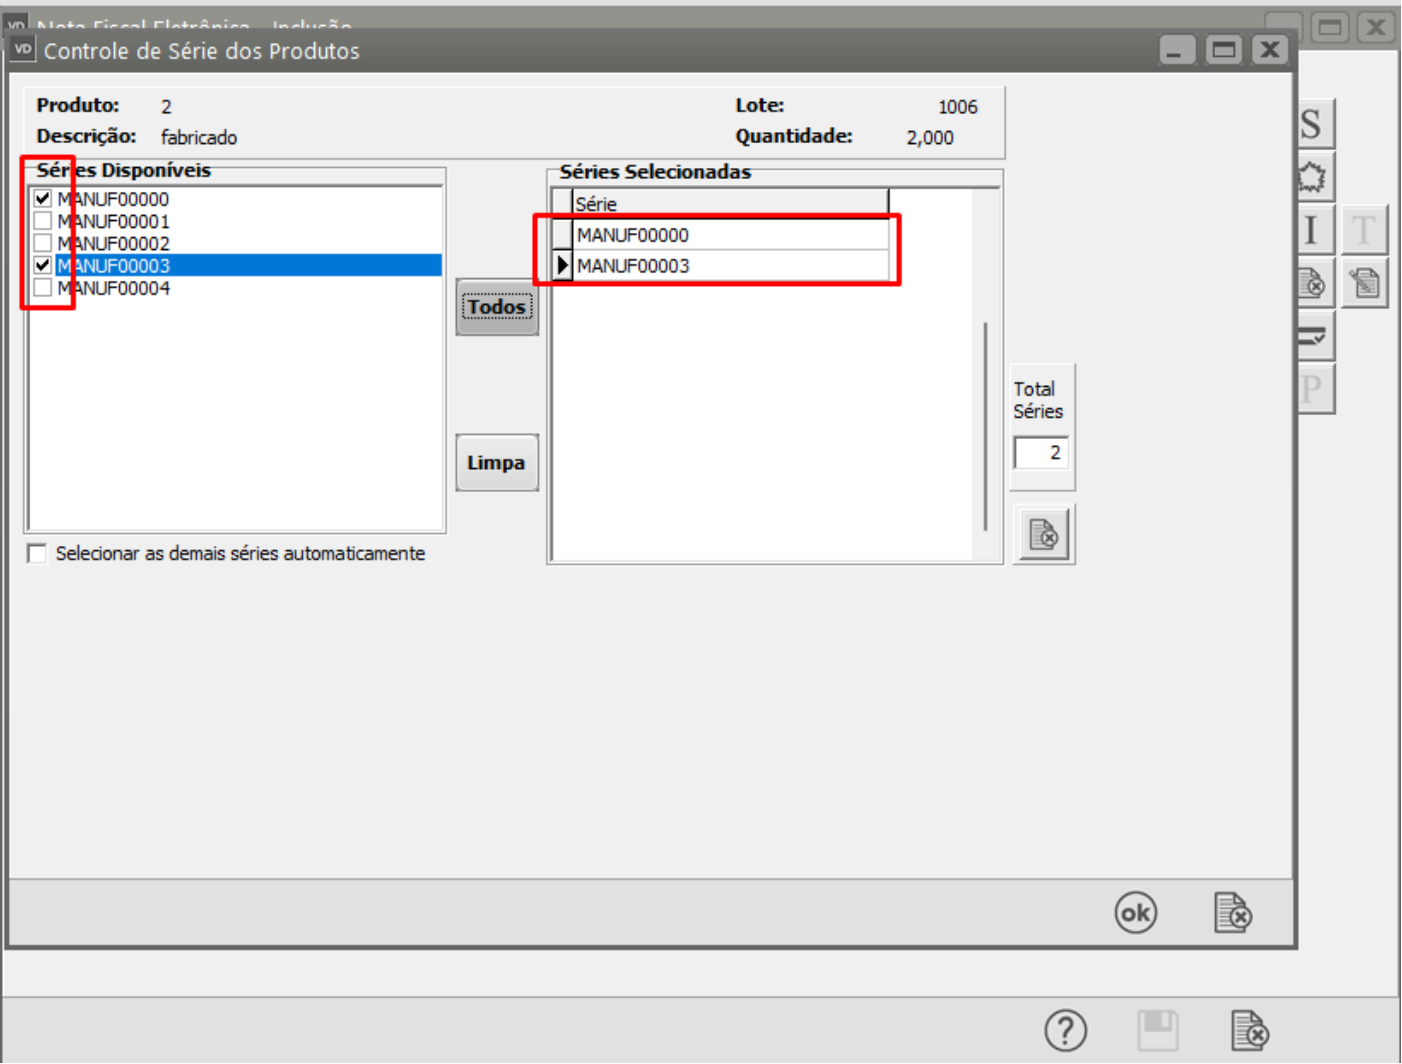 VD Nota Fiscal Eletrônica - Inclusão
VD Controle de Série dos Produtos
Produto: 2
Lote: 1006
Descrição: fabricado
Quantidade: 2,000
Séries Disponíveis
MANUF00000
MANUF00001
MANUF00002
MANUF00003
MANUF00004
Selecionar as demais séries automaticamente
Todos
Limpa
Séries Selecionadas
Série
MANUF00000
MANUF00003
Total
Séries
2
S
I T
P
ok
?